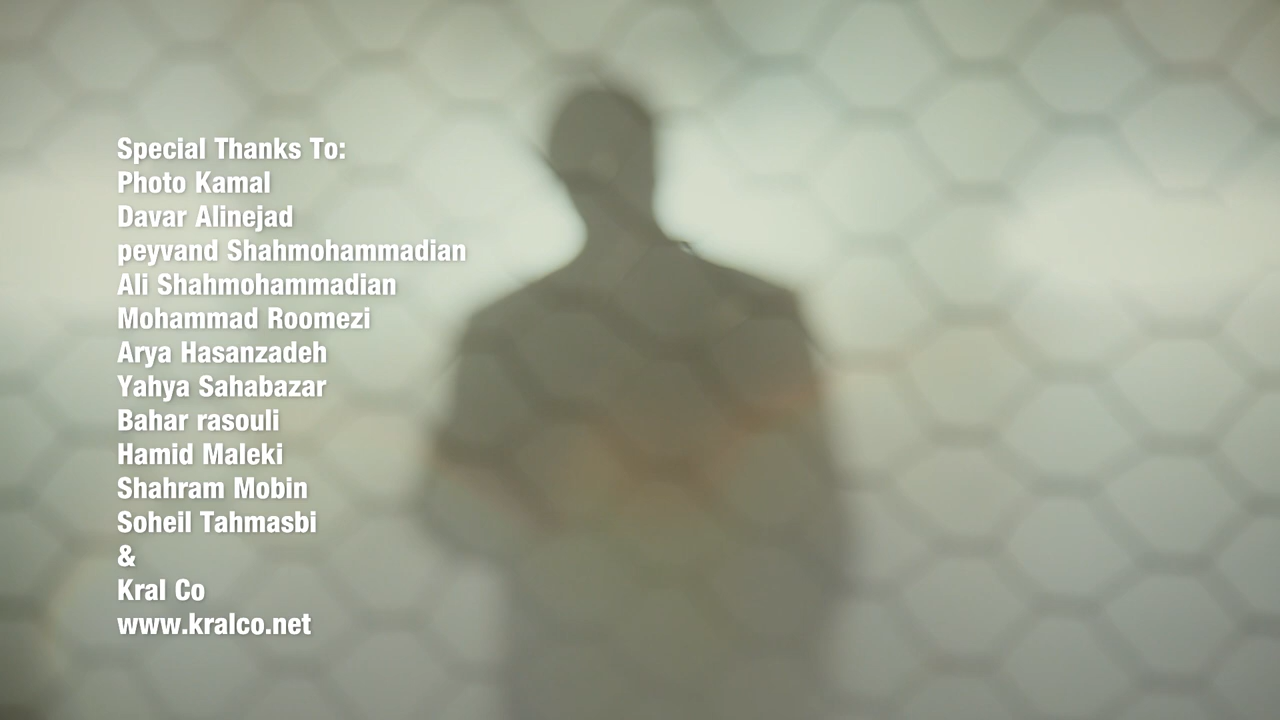 Special Thanks To:
Photo Kamal
Davar Alinejad
peyvand Shahmohammadian
Ali Shahmohammadian
Mohammad Roomezi
Arya Hasanzadeh
Yahya Sahabazar
Bahar rasouli
Hamid Maleki
Shahram Mobin
Soheil Tahmasbi
&
Kral Co
www.kralco.net